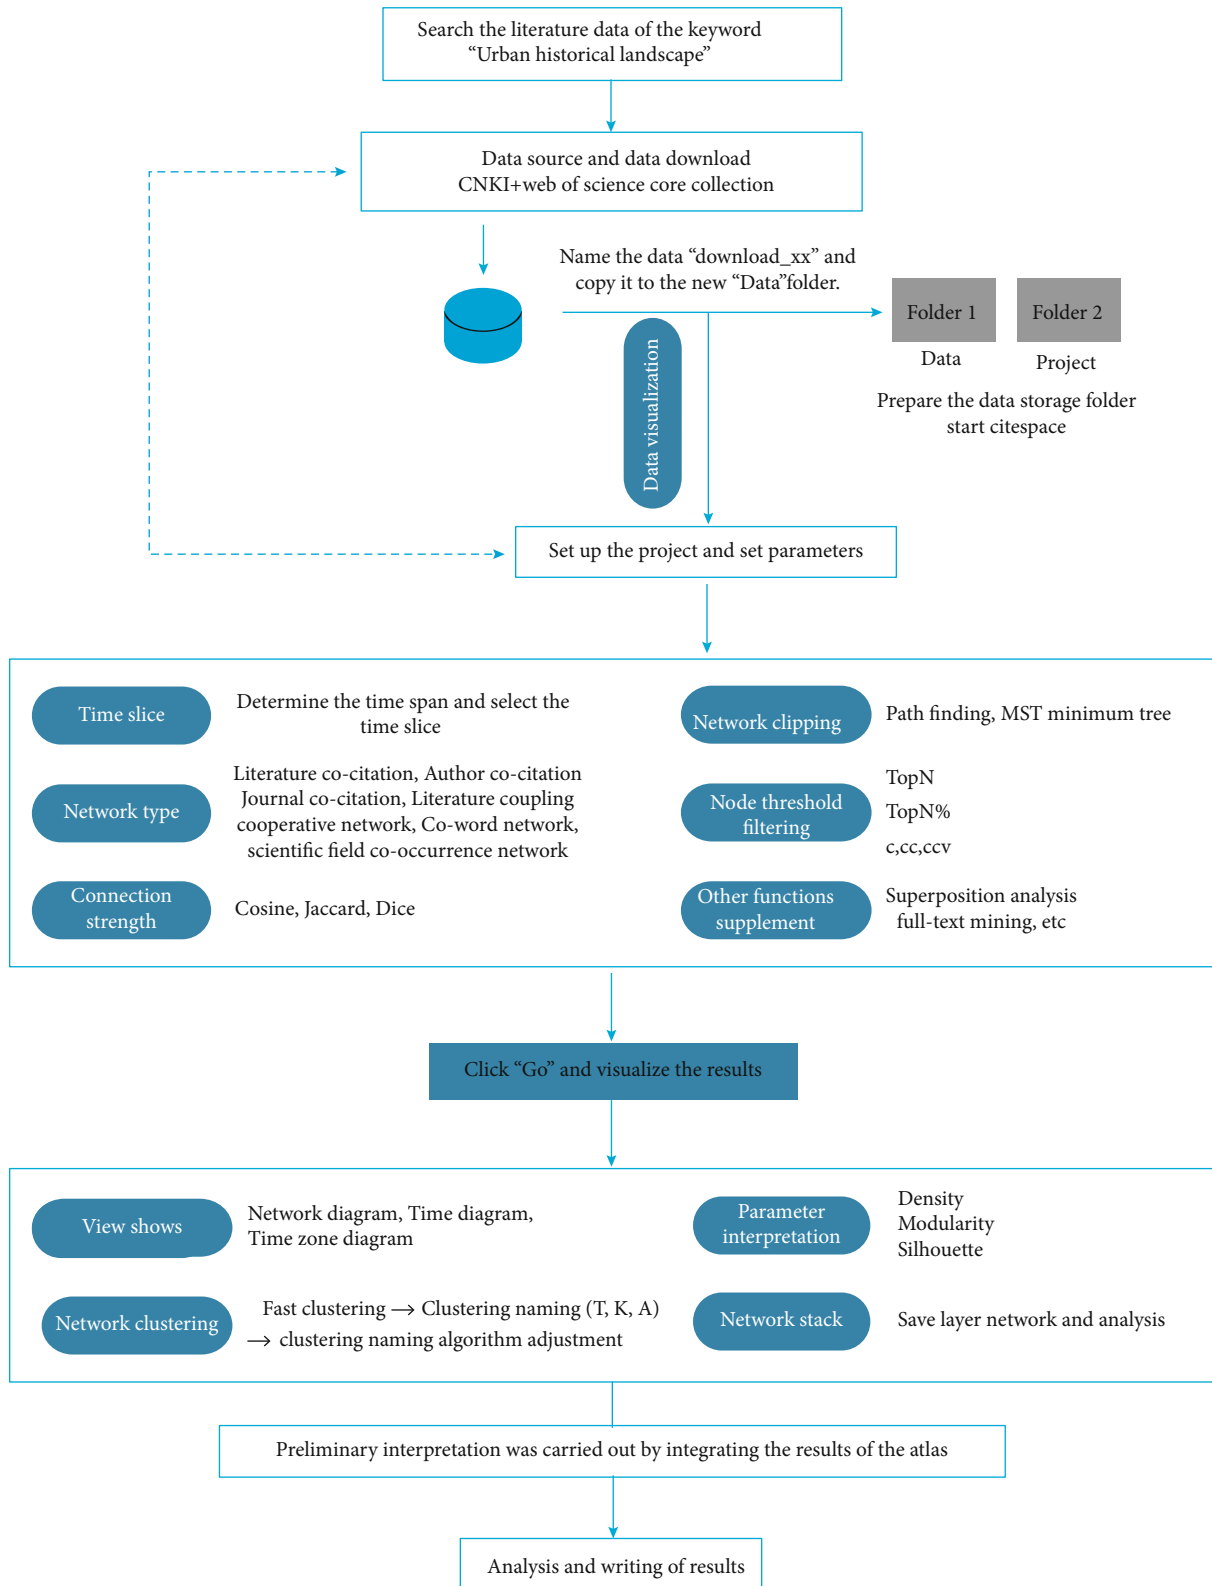 Search the literature data of the keyword
“Urban historical landscape”
Data source and data download
CNKI+web of science core collection
Name the data “download_xx” and
copy it to the new “Data”folder.
Folder 1
Folder 2
Data
Project
Prepare the data storage folder
start citespace
Data visualization
Set up the project and set parameters
Time slice
Determine the time span and select the
time slice
Network type
Literature co-citation, Author co-citation
Journal co-citation, Literature coupling
cooperative network, Co-word network,
scientific field co-occurrence network
Connection
strength
Cosine, Jaccard, Dice
Network clipping
Path finding, MST minimum tree
Node threshold
filtering
TopN
TopN%
c,cc,ccv
Other functions
supplement
Superposition analysis
full-text mining, etc
Click “Go” and visualize the results
View shows
Network diagram, Time diagram,
Time zone diagram
Network clustering
Fast clustering → Clustering naming (T, K, A)
→ clustering naming algorithm adjustment
Parameter
interpretation
Density
Modularity
Silhouette
Network stack
Save layer network and analysis
Preliminary interpretation was carried out by integrating the results of the atlas
Analysis and writing of results